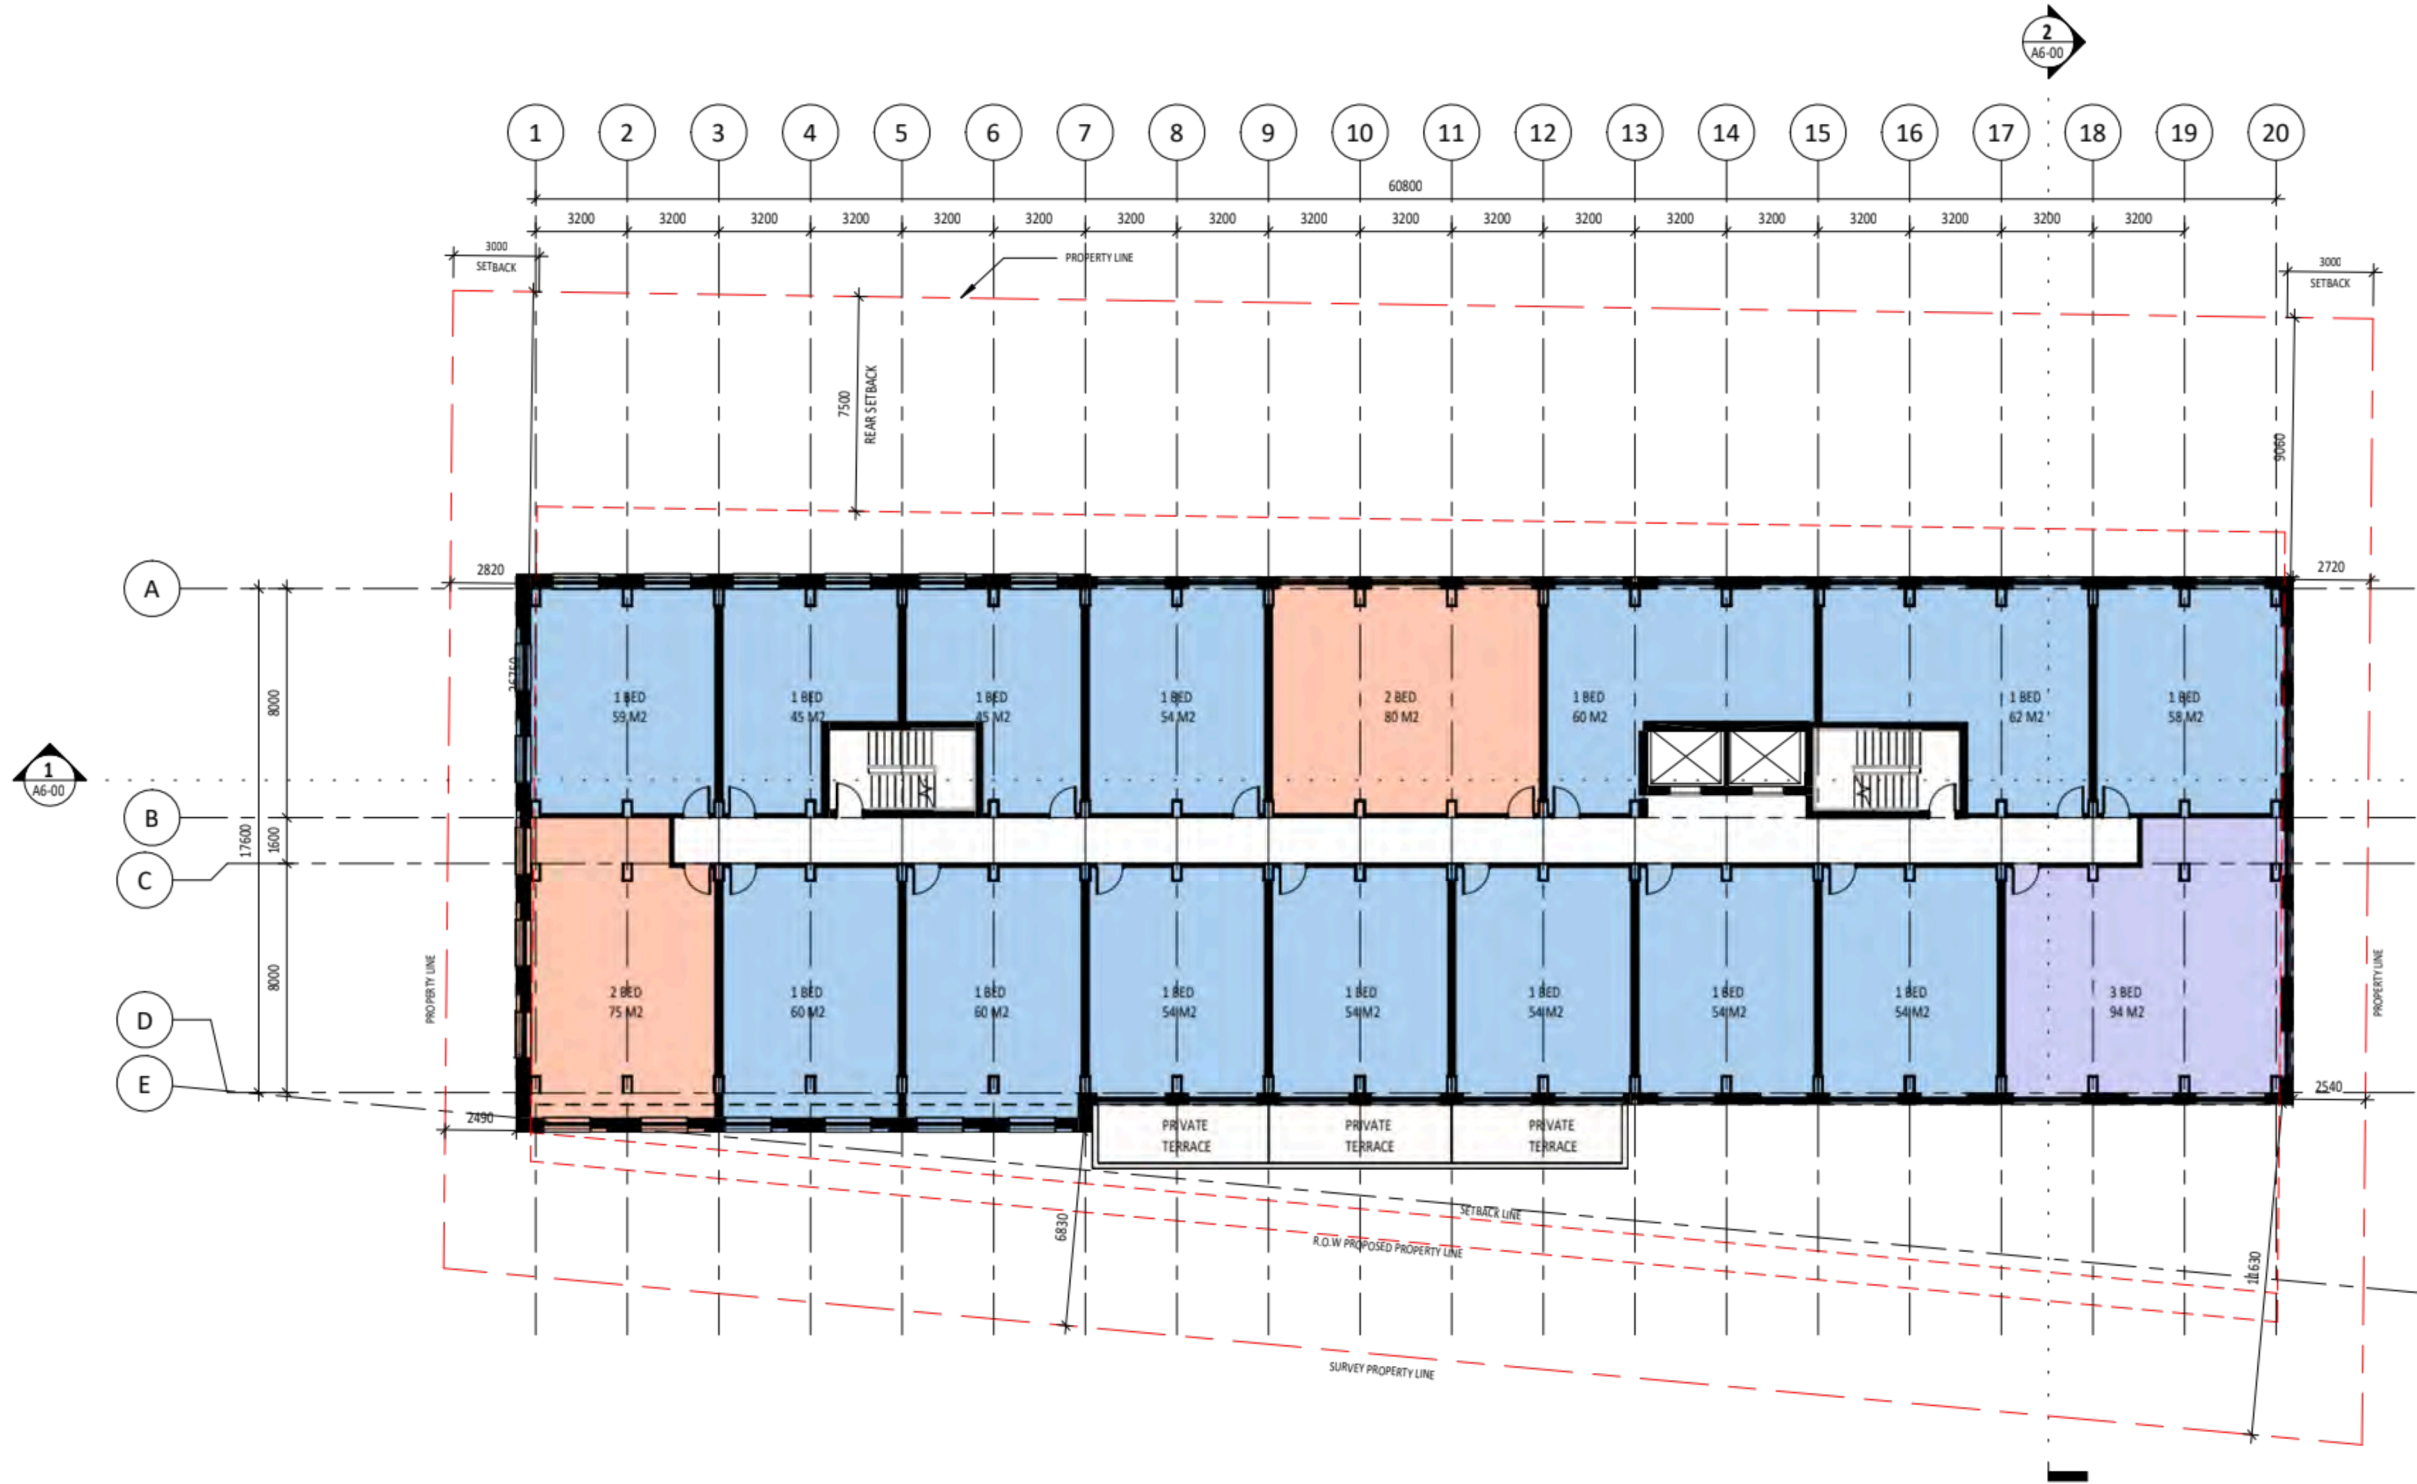 2
A6-00
1 2 3 4 5 6 7 8 9 10 11 12 13 14 15 16 17 18 19 20
60800
3200 3200 3200 3200 3200 3200 3200 3200 3200 3200 3200 3200 3200 3200 3200 3200 3200 3200
3000
SETBACK
PROPERTY LINE
3000
SETBACK
7500
REAR SETBACK
9060
2820
2720
A
26750
8000
1 BED
59 M2
1 BED
45 M2
1 BED
45 M2
1 BED
54 M2
2 BED
80 M2
1 BED
60 M2
1 BED
62 M2
1 BED
58 M2
1
A6-00
B
17600
1600
C
8000
PROPERTY LINE
2 BED
75 M2
1 BED
60 M2
1 BED
60 M2
1 BED
54 M2
1 BED
54 M2
1 BED
54 M2
1 BED
54 M2
1 BED
54 M2
3 BED
94 M2
PROPERTY LINE
D
E
2490
2540
PRIVATE
TERRACE
PRIVATE
TERRACE
PRIVATE
TERRACE
6830
SETBACK LINE
R.O.W PROPOSED PROPERTY LINE
11630
SURVEY PROPERTY LINE